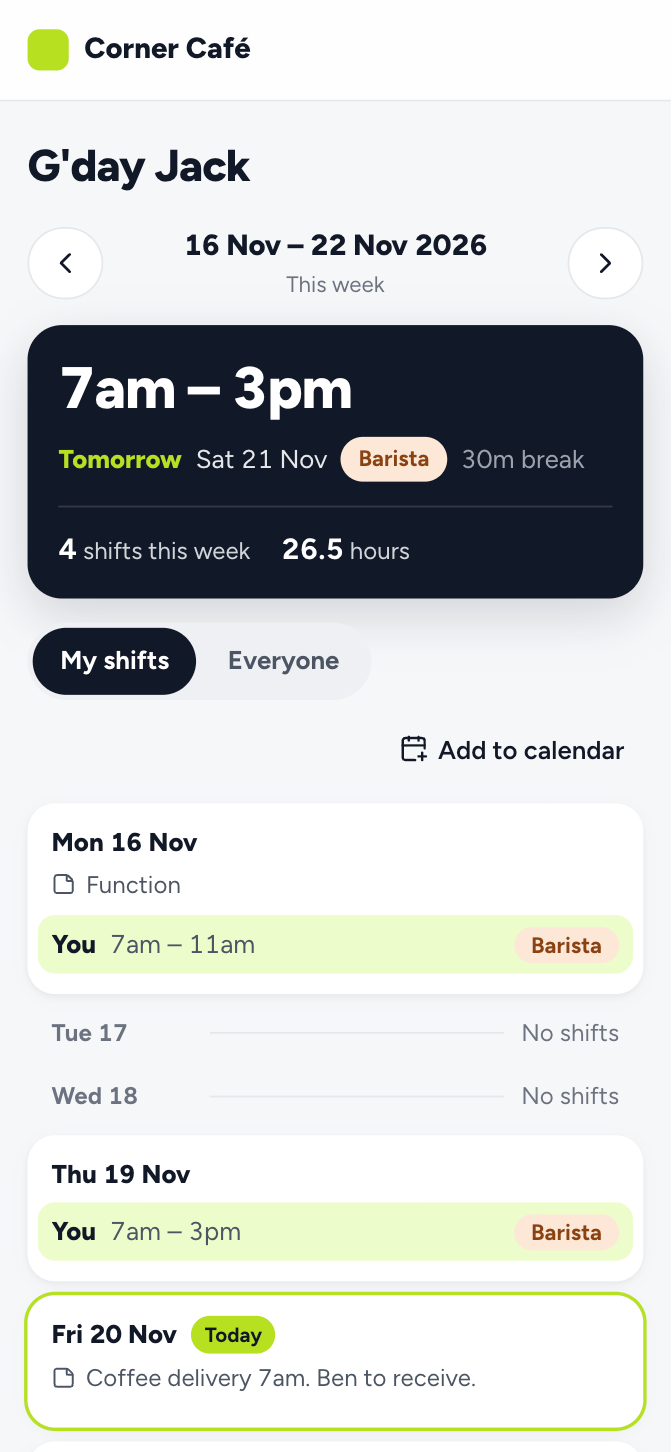 Corner Café
G'day Jack
16 Nov – 22 Nov 2026
This week
7am – 3pm
Tomorrow Sat 21 Nov Barista 30m break
4 shifts this week 26.5 hours
My shifts Everyone
Add to calendar
Mon 16 Nov
Function
You 7am – 11am Barista
Tue 17 No shifts
Wed 18 No shifts
Thu 19 Nov
You 7am – 3pm Barista
Fri 20 Nov Today
Coffee delivery 7am. Ben to receive.